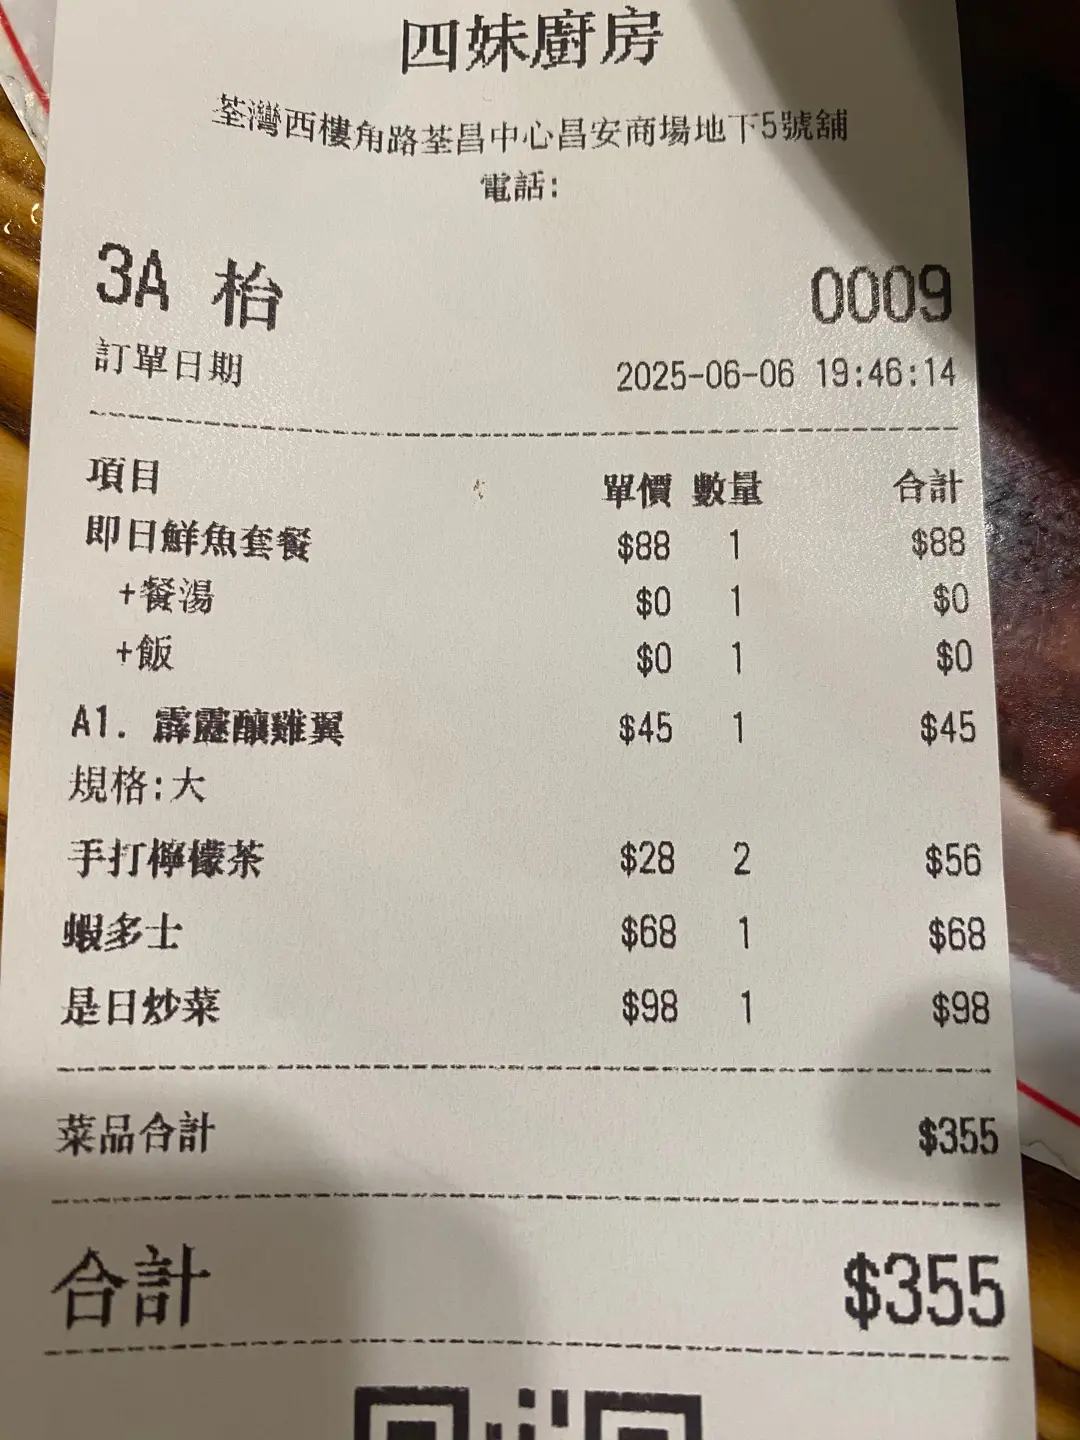 四妹廚房
荃灣西樓角路荃昌中心昌安商場地下5號舖
電話:
3A 枱 0009
訂單日期 2025-06-06 19:46:14
項目 單價 數量 合計
即日鮮魚套餐 $88 1 $88
+餐湯 $0 1 $0
+飯 $0 1 $0
A1. 霹靂釀雞翼 $45 1 $45
規格:大
手打檸檬茶 $28 2 $56
蝦多士 $68 1 $68
是日炒菜 $98 1 $98
菜品合計 $355
合計 $355